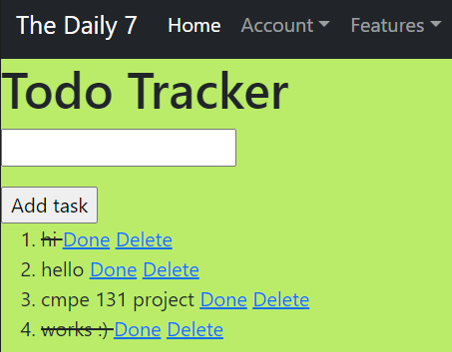 The Daily 7 Home Account Features
Todo Tracker
Add task
1. hi Done Delete
2. hello Done Delete
3. cmpe 131 project Done Delete
4. works :) Done Delete